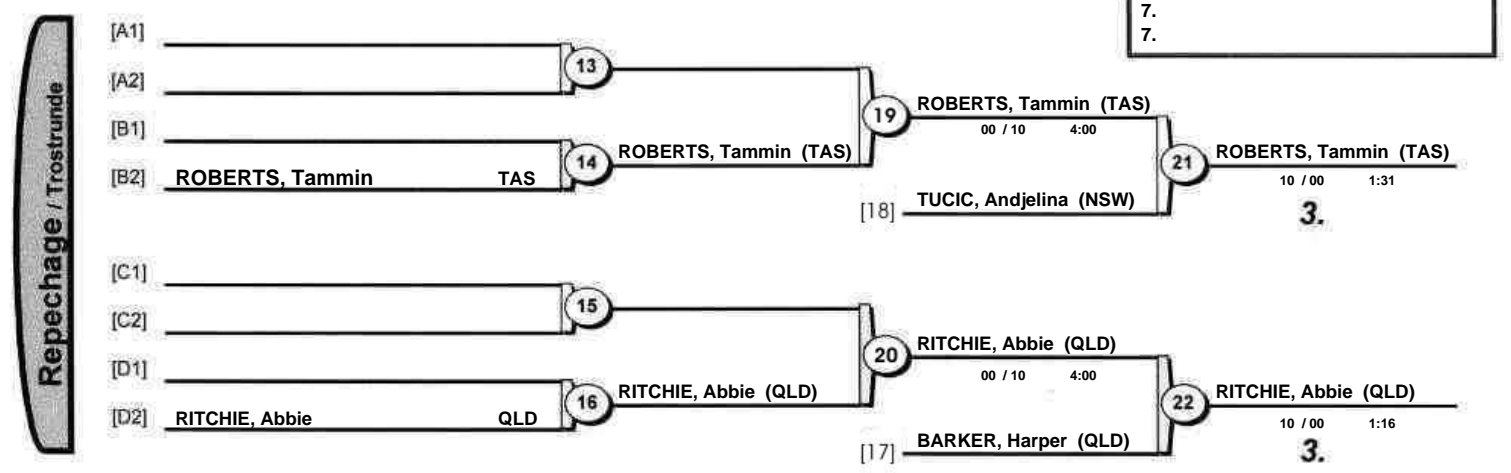 7.
7.
Repechage / Trostrunde
[A1]
13
[A2]
19
ROBERTS, Tammin (TAS)
00 / 10 4:00
[B1]
14
ROBERTS, Tammin (TAS)
21
ROBERTS, Tammin (TAS)
10 / 00 1:31
3.
[B2] ROBERTS, Tammin TAS
[18] TUCIC, Andjelina (NSW)
[C1]
15
[C2]
20
RITCHIE, Abbie (QLD)
00 / 10 4:00
[D1]
16
RITCHIE, Abbie (QLD)
22
RITCHIE, Abbie (QLD)
10 / 00 1:16
3.
[D2] RITCHIE, Abbie QLD
[17] BARKER, Harper (QLD)